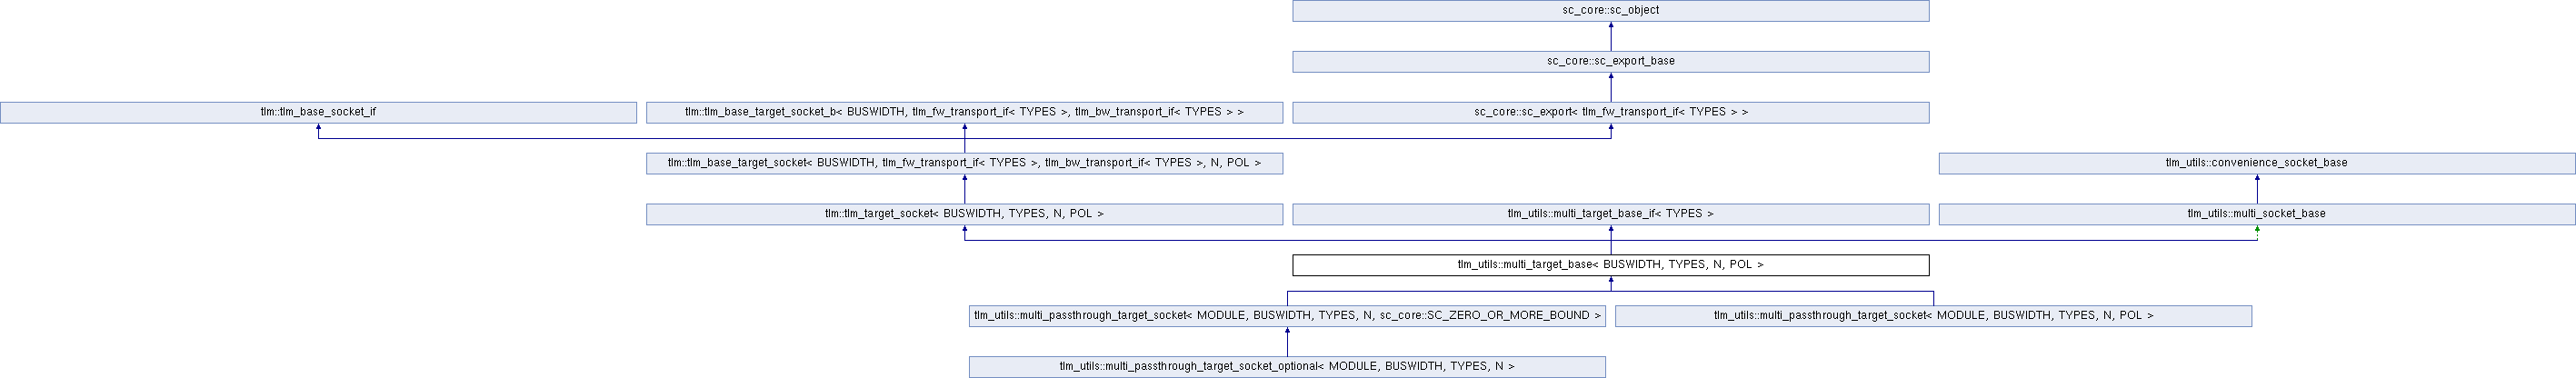 sc_core::sc_object
sc_core::sc_export_base
tlm::tlm_base_socket_if
tlm::tlm_base_target_socket_b< BUSWIDTH, tlm_fw_transport_if< TYPES >, tlm_bw_transport_if< TYPES > >
sc_core::sc_export< tlm_fw_transport_if< TYPES > >
tlm::tlm_base_target_socket< BUSWIDTH, tlm_fw_transport_if< TYPES >, tlm_bw_transport_if< TYPES >, N, POL >
tlm_utils::convenience_socket_base
tlm::tlm_target_socket< BUSWIDTH, TYPES, N, POL >
tlm_utils::multi_target_base_if< TYPES >
tlm_utils::multi_socket_base
tlm_utils::multi_target_base< BUSWIDTH, TYPES, N, POL >
tlm_utils::multi_passthrough_target_socket< MODULE, BUSWIDTH, TYPES, N, sc_core::SC_ZERO_OR_MORE_BOUND >
tlm_utils::multi_passthrough_target_socket< MODULE, BUSWIDTH, TYPES, N, POL >
tlm_utils::multi_passthrough_target_socket_optional< MODULE, BUSWIDTH, TYPES, N >